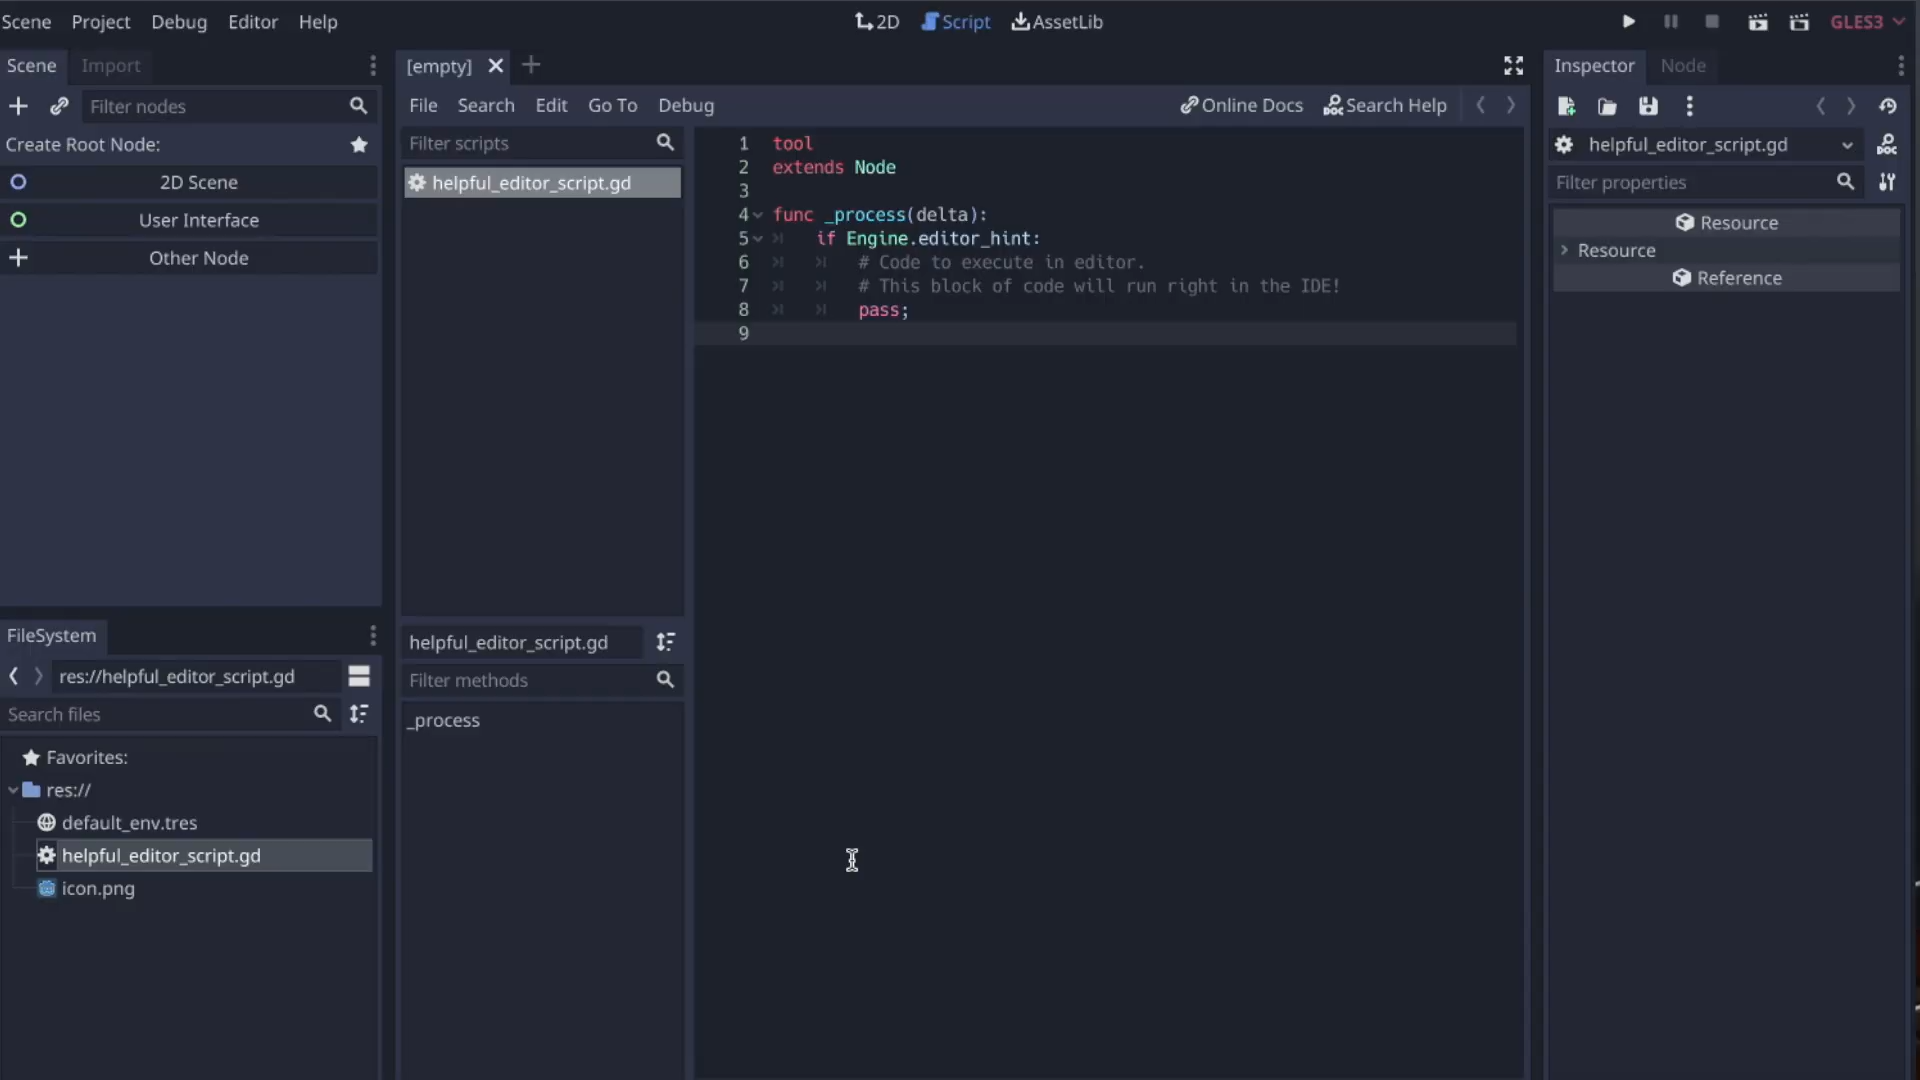 Scene Project Debug Editor Help
2D Script AssetLib
GLES3
Scene Import
Filter nodes
Create Root Node:
2D Scene
User Interface
Other Node
FileSystem
res://helpful_editor_script.gd
Search files
Favorites:
res://
default_env.tres
helpful_editor_script.gd
icon.png
[empty]
File Search Edit Go To Debug
Online Docs Search Help
Filter scripts
helpful_editor_script.gd
helpful_editor_script.gd
Filter methods
_process
1 tool
2 extends Node
3
4 func _process(delta):
5 if Engine.editor_hint:
6 # Code to execute in editor.
7 # This block of code will run right in the IDE!
8 pass;
9
Inspector Node
helpful_editor_script.gd
DOC
Filter properties
Resource
Resource
Reference